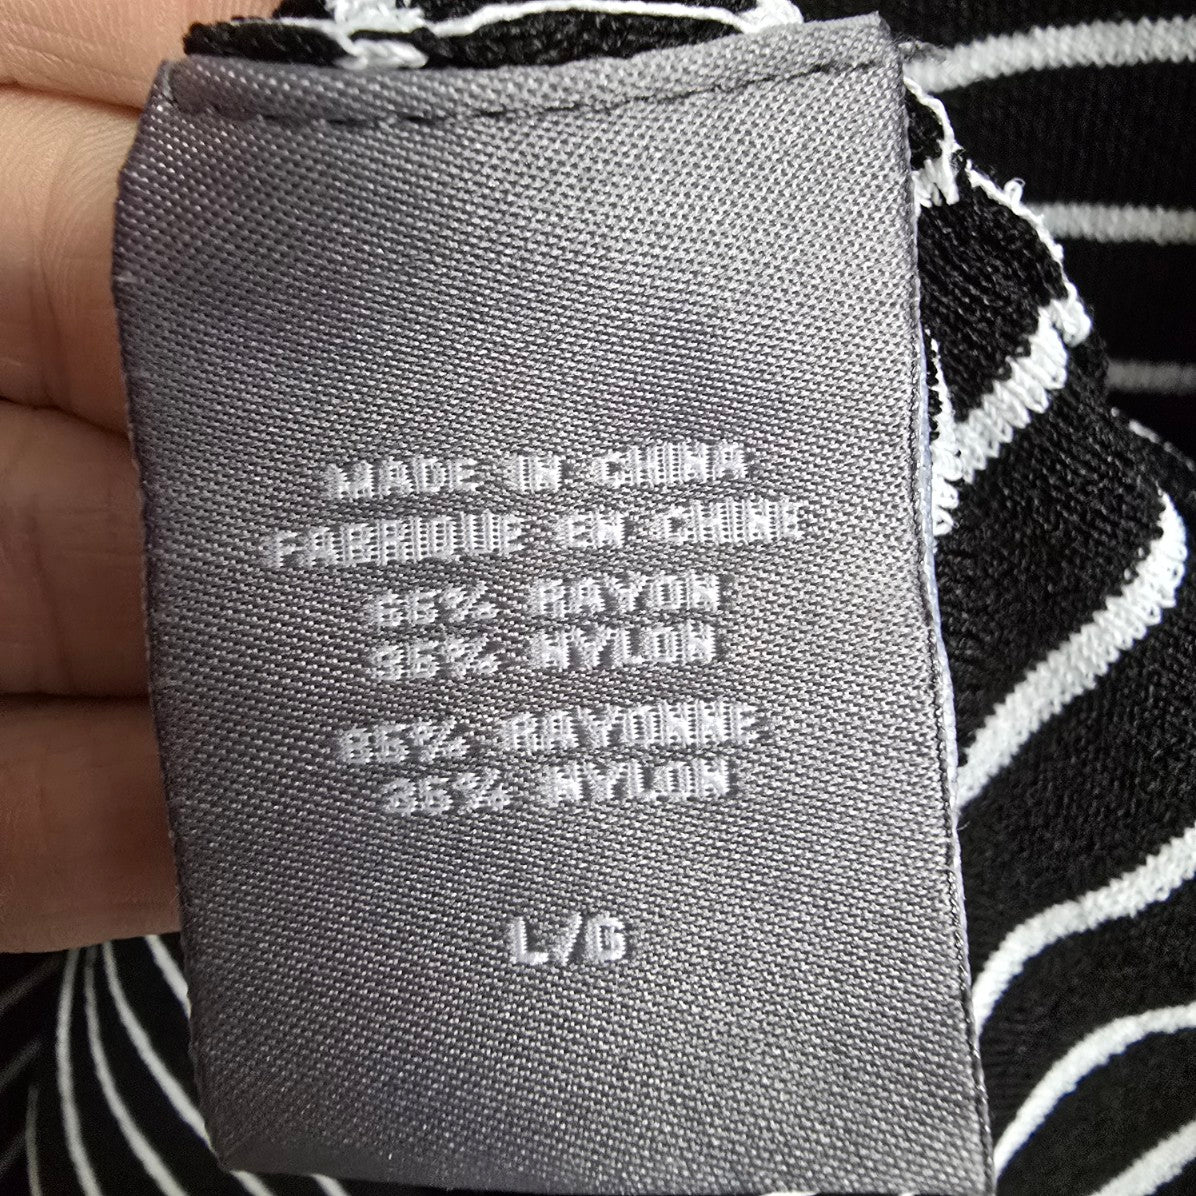 MADE IN CHINA
FABRIQUE EN CHINE
65% RAYON
35% NYLON
65% RAYONNE
35% NYLON
L/G